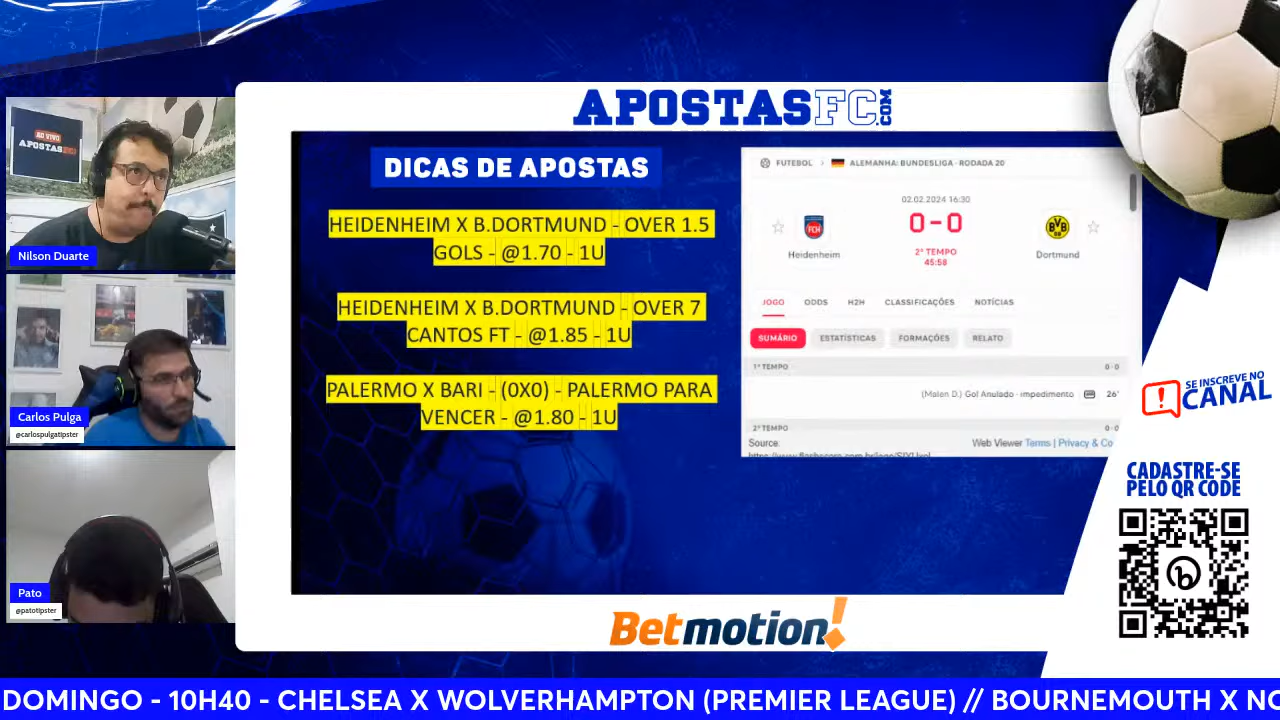 APOSTASFC.COM
AO VIVO
APOSTASFC
Nilson Duarte
Carlos Pulga
@carlospulgatipster
Pato
@patotipster
DICAS DE APOSTAS
HEIDENHEIM X B.DORTMUND - OVER 1.5
GOLS - @1.70 - 1U
HEIDENHEIM X B.DORTMUND - OVER 7
CANTOS FT - @1.85 - 1U
PALERMO X BARI - (0X0) - PALERMO PARA
VENCER - @1.80 - 1U
FUTEBOL > ALEMANHA: BUNDESLIGA - RODADA 20
02.02.2024 16:30
0-0
Heidenheim
Dortmund
2º TEMPO
45:58
JOGO ODDS H2H CLASSIFICAÇÕES NOTÍCIAS
SUMÁRIO ESTATÍSTICAS FORMAÇÕES RELATO
1º TEMPO 0-0
(Malen D.) Gol Anulado - impedimento 26'
2º TEMPO 0-0
Source: Web Viewer Terms | Privacy & Co
SE INSCREVE NO
CANAL
CADASTRE-SE
PELO QR CODE
b
Betmotion!
DOMINGO - 10H40 - CHELSEA X WOLVERHAMPTON (PREMIER LEAGUE) // BOURNEMOUTH X NO